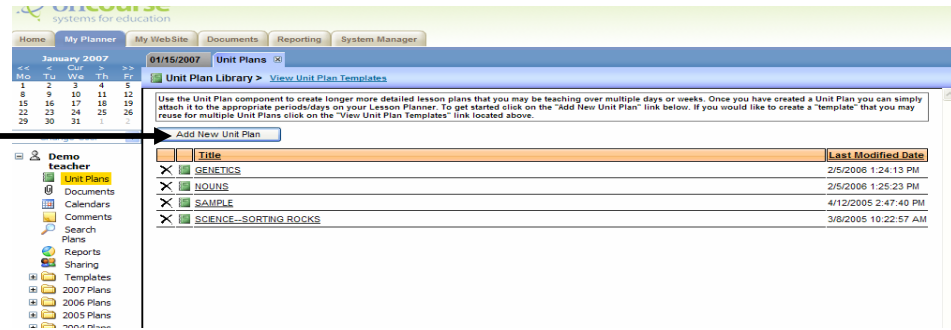 oncourse
systems for education
Home My Planner My WebSite Documents Reporting System Manager
January 2007
<< < Cur > >>
Mo Tu We Th Fr
1 2 3 4 5
8 9 10 11 12
15 16 17 18 19
22 23 24 25 26
29 30 31 1 2
Demo
teacher
Unit Plans
Documents
Calendars
Comments
Search
Plans
Reports
Sharing
Templates
2007 Plans
2006 Plans
2005 Plans
2004 Plans
01/15/2007 Unit Plans
Unit Plan Library > View Unit Plan Templates
Use the Unit Plan component to create longer more detailed lesson plans that you may be teaching over multiple days or weeks. Once you have created a Unit Plan you can simply
attach it to the appropriate periods/days on your Lesson Planner. To get started click on the "Add New Unit Plan" link below. If you would like to create a "template" that you may
reuse for multiple Unit Plans click on the "View Unit Plan Templates" link located above.
Add New Unit Plan
Title Last Modified Date
GENETICS 2/5/2006 1:24:13 PM
NOUNS 2/5/2006 1:25:23 PM
SAMPLE 4/12/2005 2:47:40 PM
SCIENCE--SORTING ROCKS 3/8/2005 10:22:57 AM